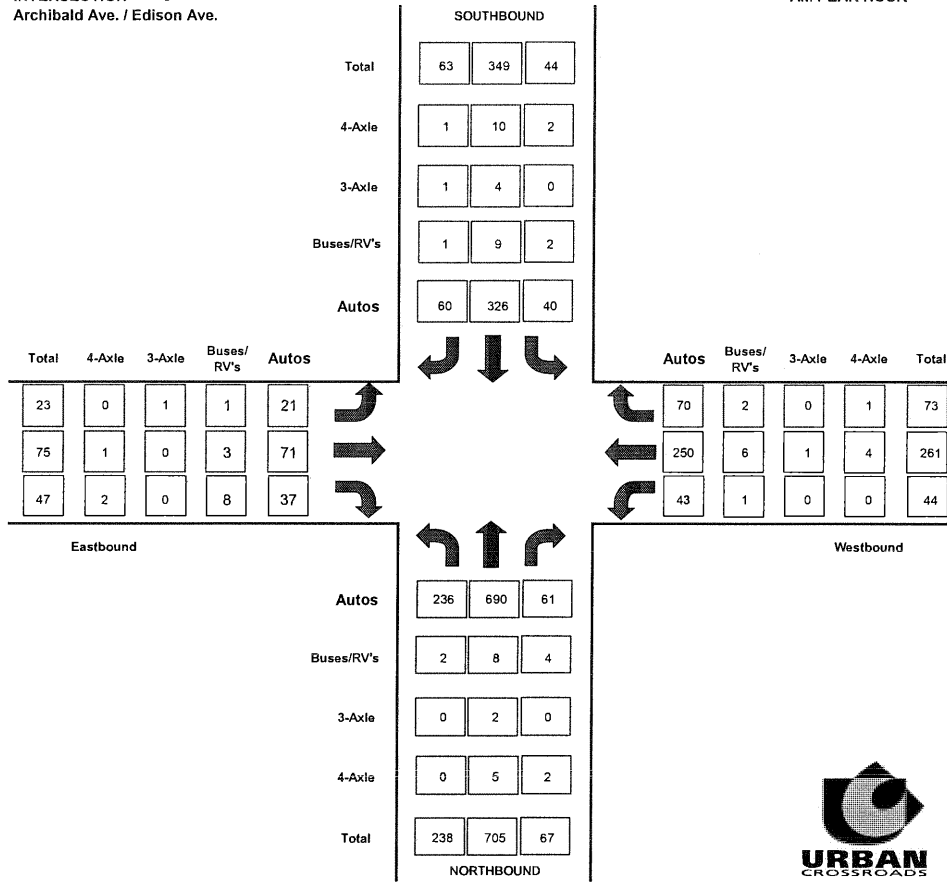 Archibald Ave. / Edison Ave.
SOUTHBOUND
Total 63 349 44
4-Axle 1 10 2
3-Axle 1 4 0
Buses/RV's 1 9 2
Autos 60 326 40
Total 4-Axle 3-Axle Buses/ RV's Autos
23 0 1 1 21
75 1 0 3 71
47 2 0 8 37
Eastbound
Autos Buses/ RV's 3-Axle 4-Axle Total
70 2 0 1 73
250 6 1 4 261
43 1 0 0 44
Westbound
Autos 236 690 61
Buses/RV's 2 8 4
3-Axle 0 2 0
4-Axle 0 5 2
Total 238 705 67
NORTHBOUND
URBAN
CROSSROADS